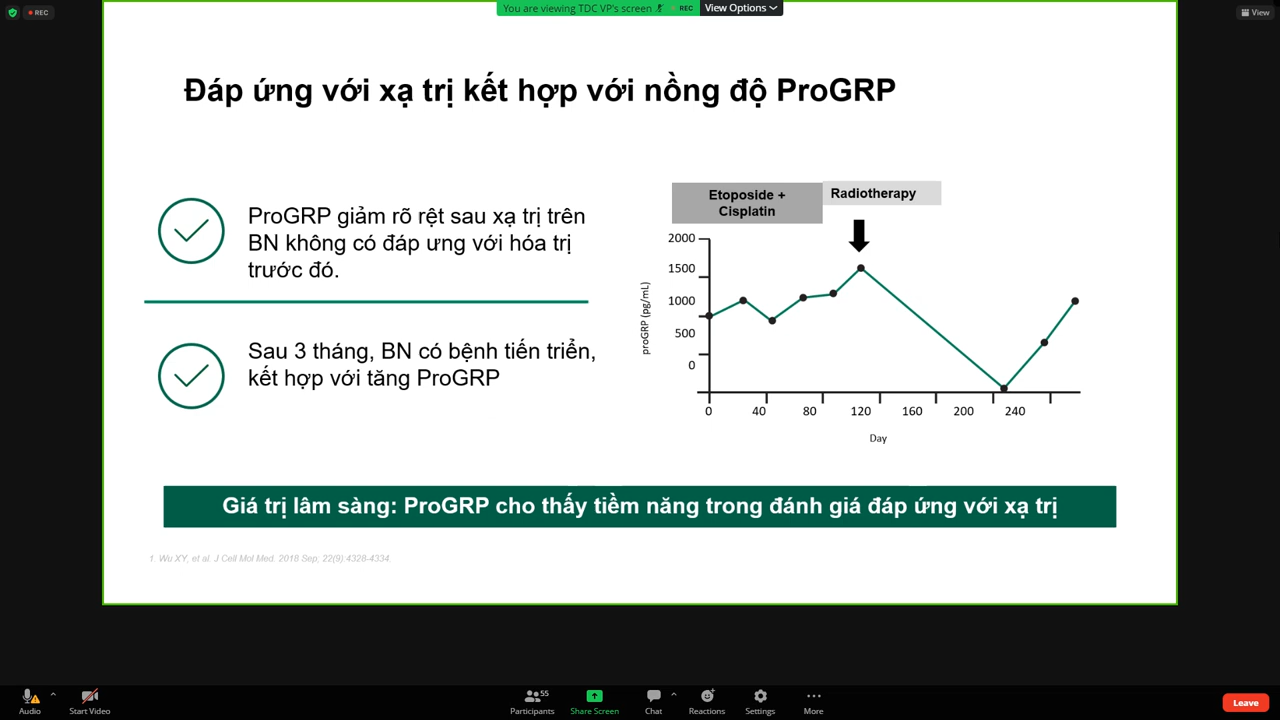 REC
You are viewing TDC VP's screen
REC
View Options
View
Đáp ứng với xạ trị kết hợp với nồng độ ProGRP
ProGRP giảm rõ rệt sau xạ trị trên
BN không có đáp ưng với hóa trị
trước đó.
Sau 3 tháng, BN có bệnh tiến triển,
kết hợp với tăng ProGRP
Etoposide +
Cisplatin
Radiotherapy
2000
1500
1000
500
0
proGRP (pg/mL)
0 40 80 120 160 200 240
Day
Giá trị lâm sàng: ProGRP cho thấy tiềm năng trong đánh giá đáp ứng với xạ trị
1. Wu XY, et al. J Cell Mol Med. 2018 Sep; 22(9):4328-4334.
Audio
Start Video
55
Participants
Share Screen
Chat
Reactions
Settings
More
Leave